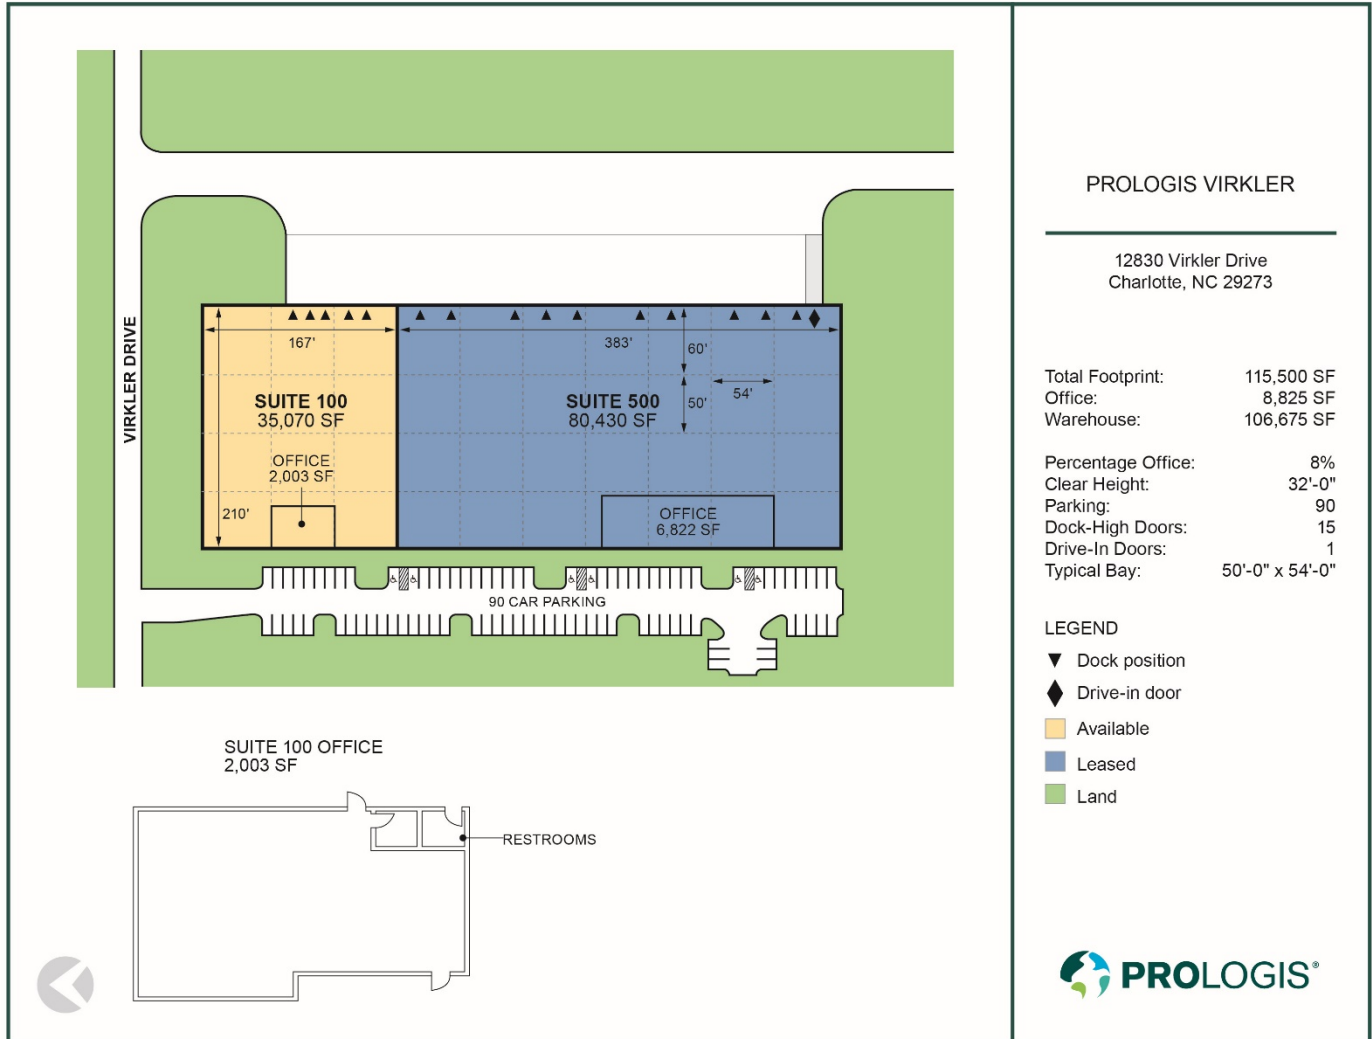 VIRKLER DRIVE
167'
383'
60'
54'
50'
210'
SUITE 100
35,070 SF
SUITE 500
80,430 SF
OFFICE
2,003 SF
OFFICE
6,822 SF
90 CAR PARKING
SUITE 100 OFFICE
2,003 SF
RESTROOMS
PROLOGIS VIRKLER
12830 Virkler Drive
Charlotte, NC 29273
Total Footprint: 115,500 SF
Office: 8,825 SF
Warehouse: 106,675 SF
Percentage Office: 8%
Clear Height: 32'-0"
Parking: 90
Dock-High Doors: 15
Drive-In Doors: 1
Typical Bay: 50'-0" x 54'-0"
LEGEND
Dock position
Drive-in door
Available
Leased
Land
PROLOGIS®